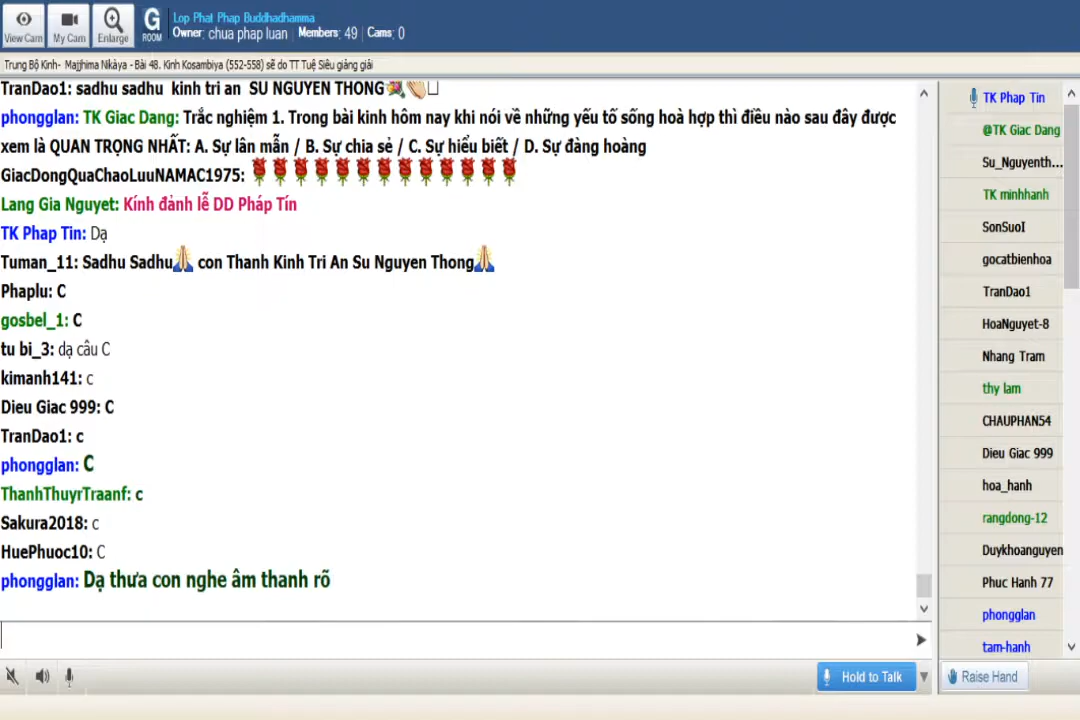 View Cam
My Cam
Enlarge
G
ROOM
Lop Phat Phap Buddhadhamma
Owner: chua phap luan | Members: 49 | Cams: 0
Trung Bộ Kinh- Majjhima Nikàya - Bài 48. Kinh Kosambiya (552-558) sẽ do TT Tuệ Siêu giảng giải
TranDao1: sadhu sadhu kinh tri an SU NGUYEN THONG
phongglan: TK Giac Dang: Trắc nghiệm 1. Trong bài kinh hôm nay khi nói về những yếu tố sống hoà hợp thì điều nào sau đây được
xem là QUAN TRỌNG NHẤT: A. Sự lân mẫn / B. Sự chia sẻ / C. Sự hiểu biết / D. Sự đàng hoàng
GiacDongQuaChaoLuuNAMAC1975:
Lang Gia Nguyet: Kính đảnh lễ DD Pháp Tín
TK Phap Tin: Dạ
Tuman_11: Sadhu Sadhu🙏 con Thanh Kinh Tri An Su Nguyen Thong🙏
Phaplu: C
gosbel_1: C
tu bi_3: dạ câu C
kimanh141: c
Dieu Giac 999: C
TranDao1: c
phongglan: C
ThanhThuyrTraanf: c
Sakura2018: c
HuePhuoc10: C
phongglan: Dạ thưa con nghe âm thanh rõ
Hold to Talk
TK Phap Tin
@TK Giac Dang
Su_Nguyenth...
TK minhhanh
SonSuoI
gocatbienhoa
TranDao1
HoaNguyet-8
Nhang Tram
thy lam
CHAUPHAN54
Dieu Giac 999
hoa_hanh
rangdong-12
Duykhoanguyen
Phuc Hanh 77
phongglan
tam-hanh
Raise Hand